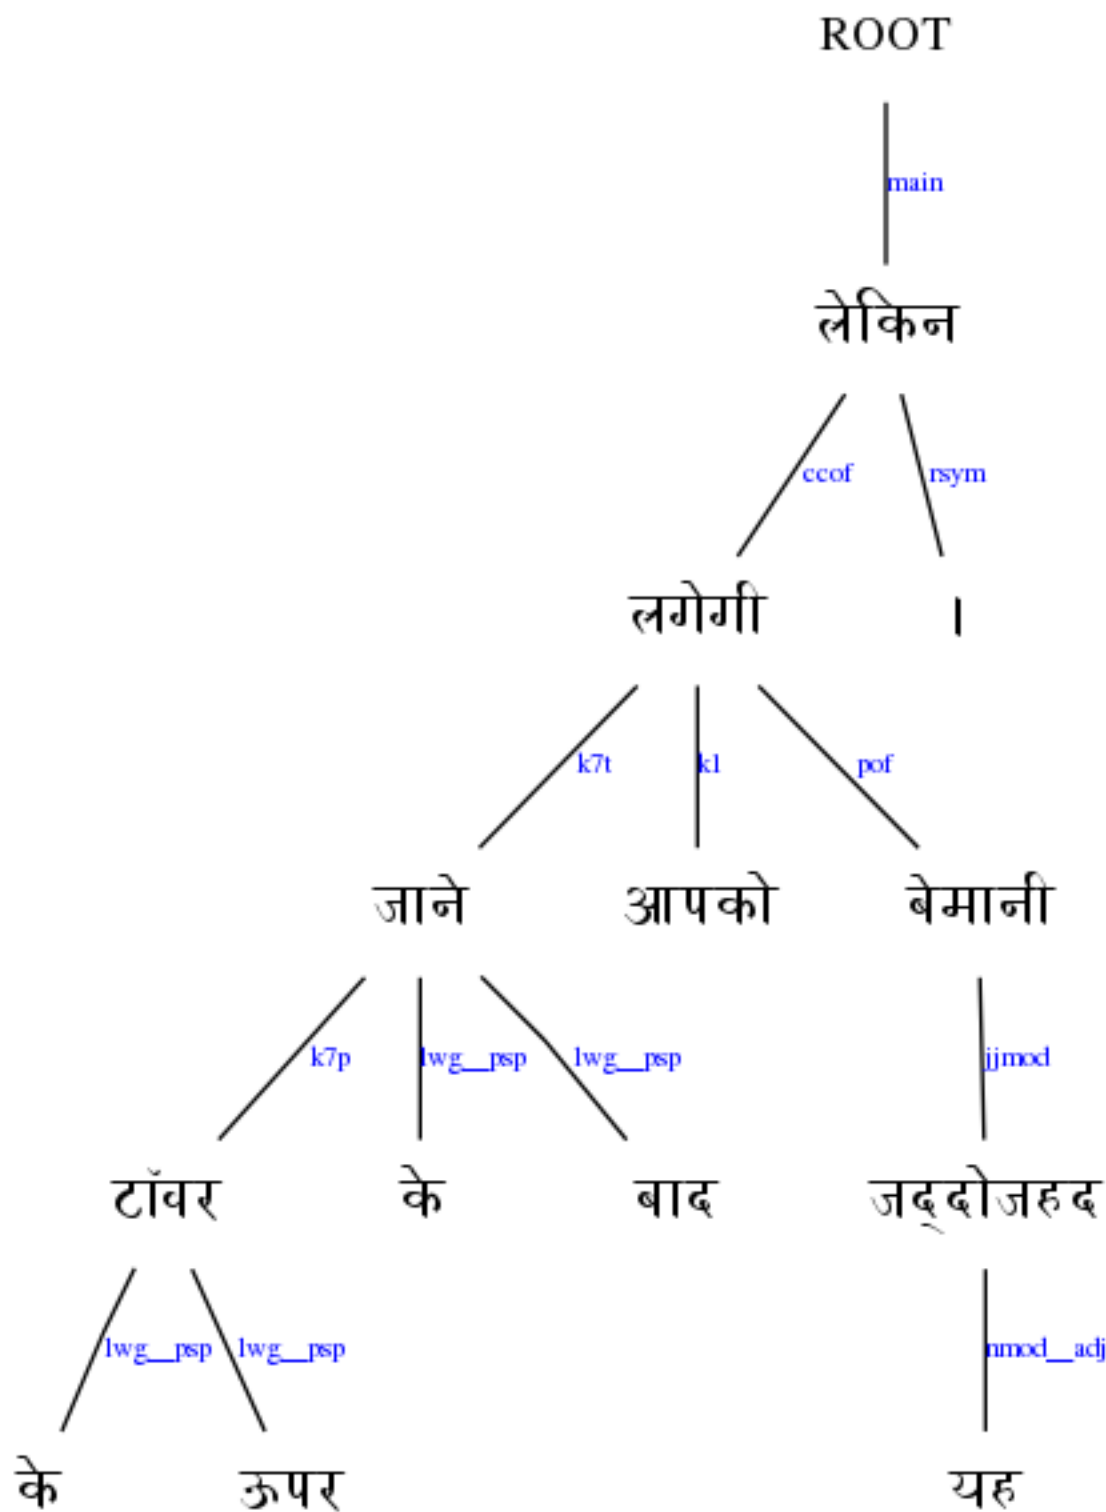 ROOT
main
लेकिन
ccof rsym
लगेगी ।
k7t k1 pof
जाने आपको बेमानी
k7p lwg__psp lwg__psp jjmod
टॉवर के बाद जद्दोजहद
lwg__psp lwg__psp nmod__adj
के ऊपर यह